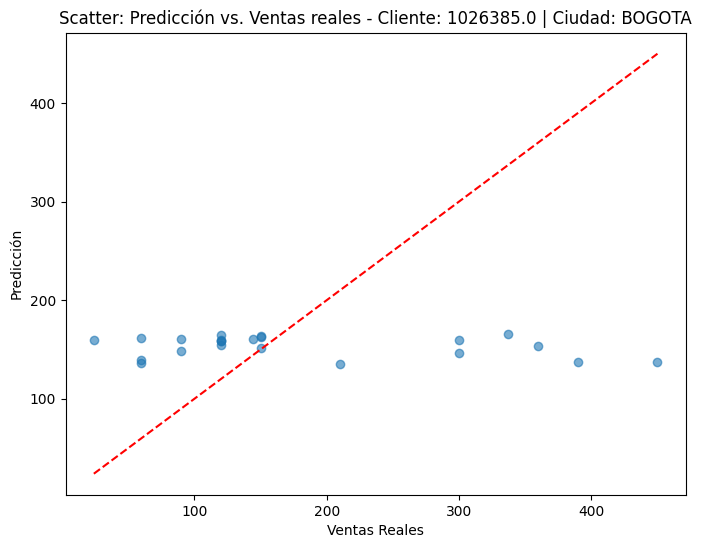 Scatter: Predicción vs. Ventas reales - Cliente: 1026385.0 | Ciudad: BOGOTA
Predicción
400
300
200
100
100 200 300 400
Ventas Reales